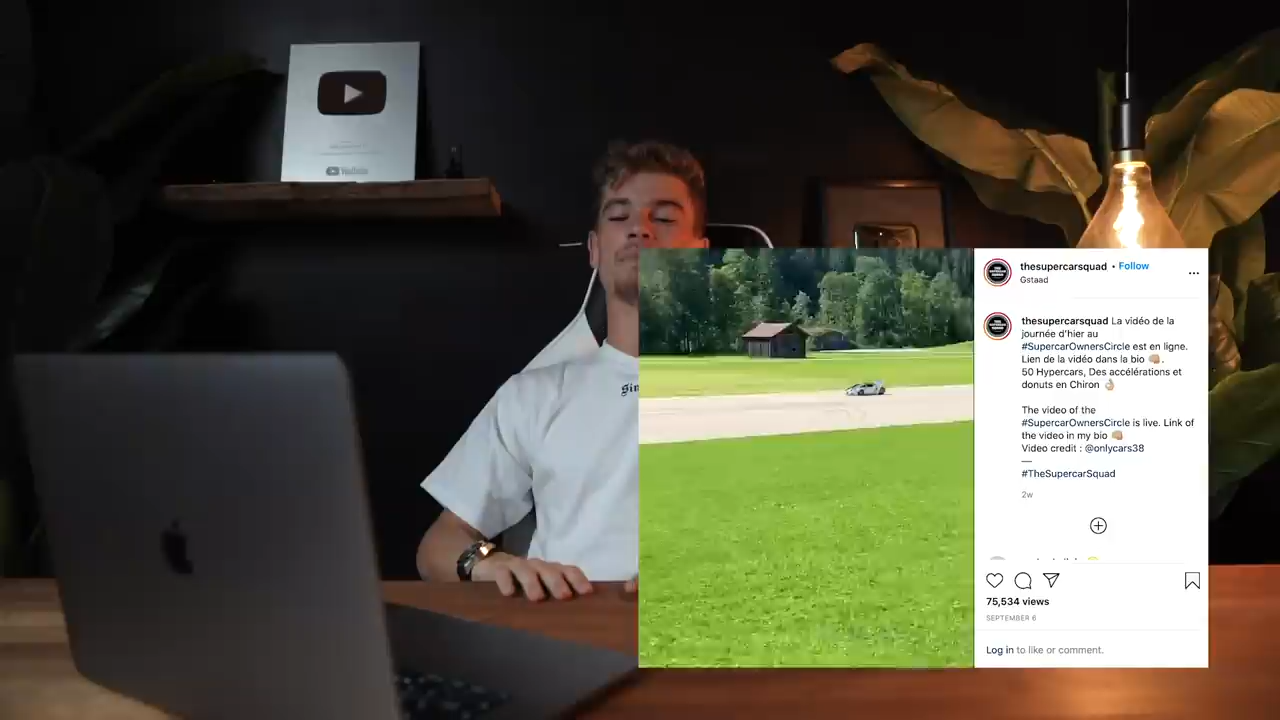 YouTube
thesupercarsquad • Follow
Gstaad
thesupercarsquad La vidéo de la
journée d'hier au
#SupercarOwnersCircle est en ligne.
Lien de la vidéo dans la bio 👊🏼.
50 Hypercars, Des accélérations et
donuts en Chiron 👌🏼
The video of the
#SupercarOwnersCircle is live. Link of
the video in my bio 👊🏼
Video credit : @onlycars38
—
#TheSupercarSquad
2w
75,534 views
SEPTEMBER 6
Log in to like or comment.